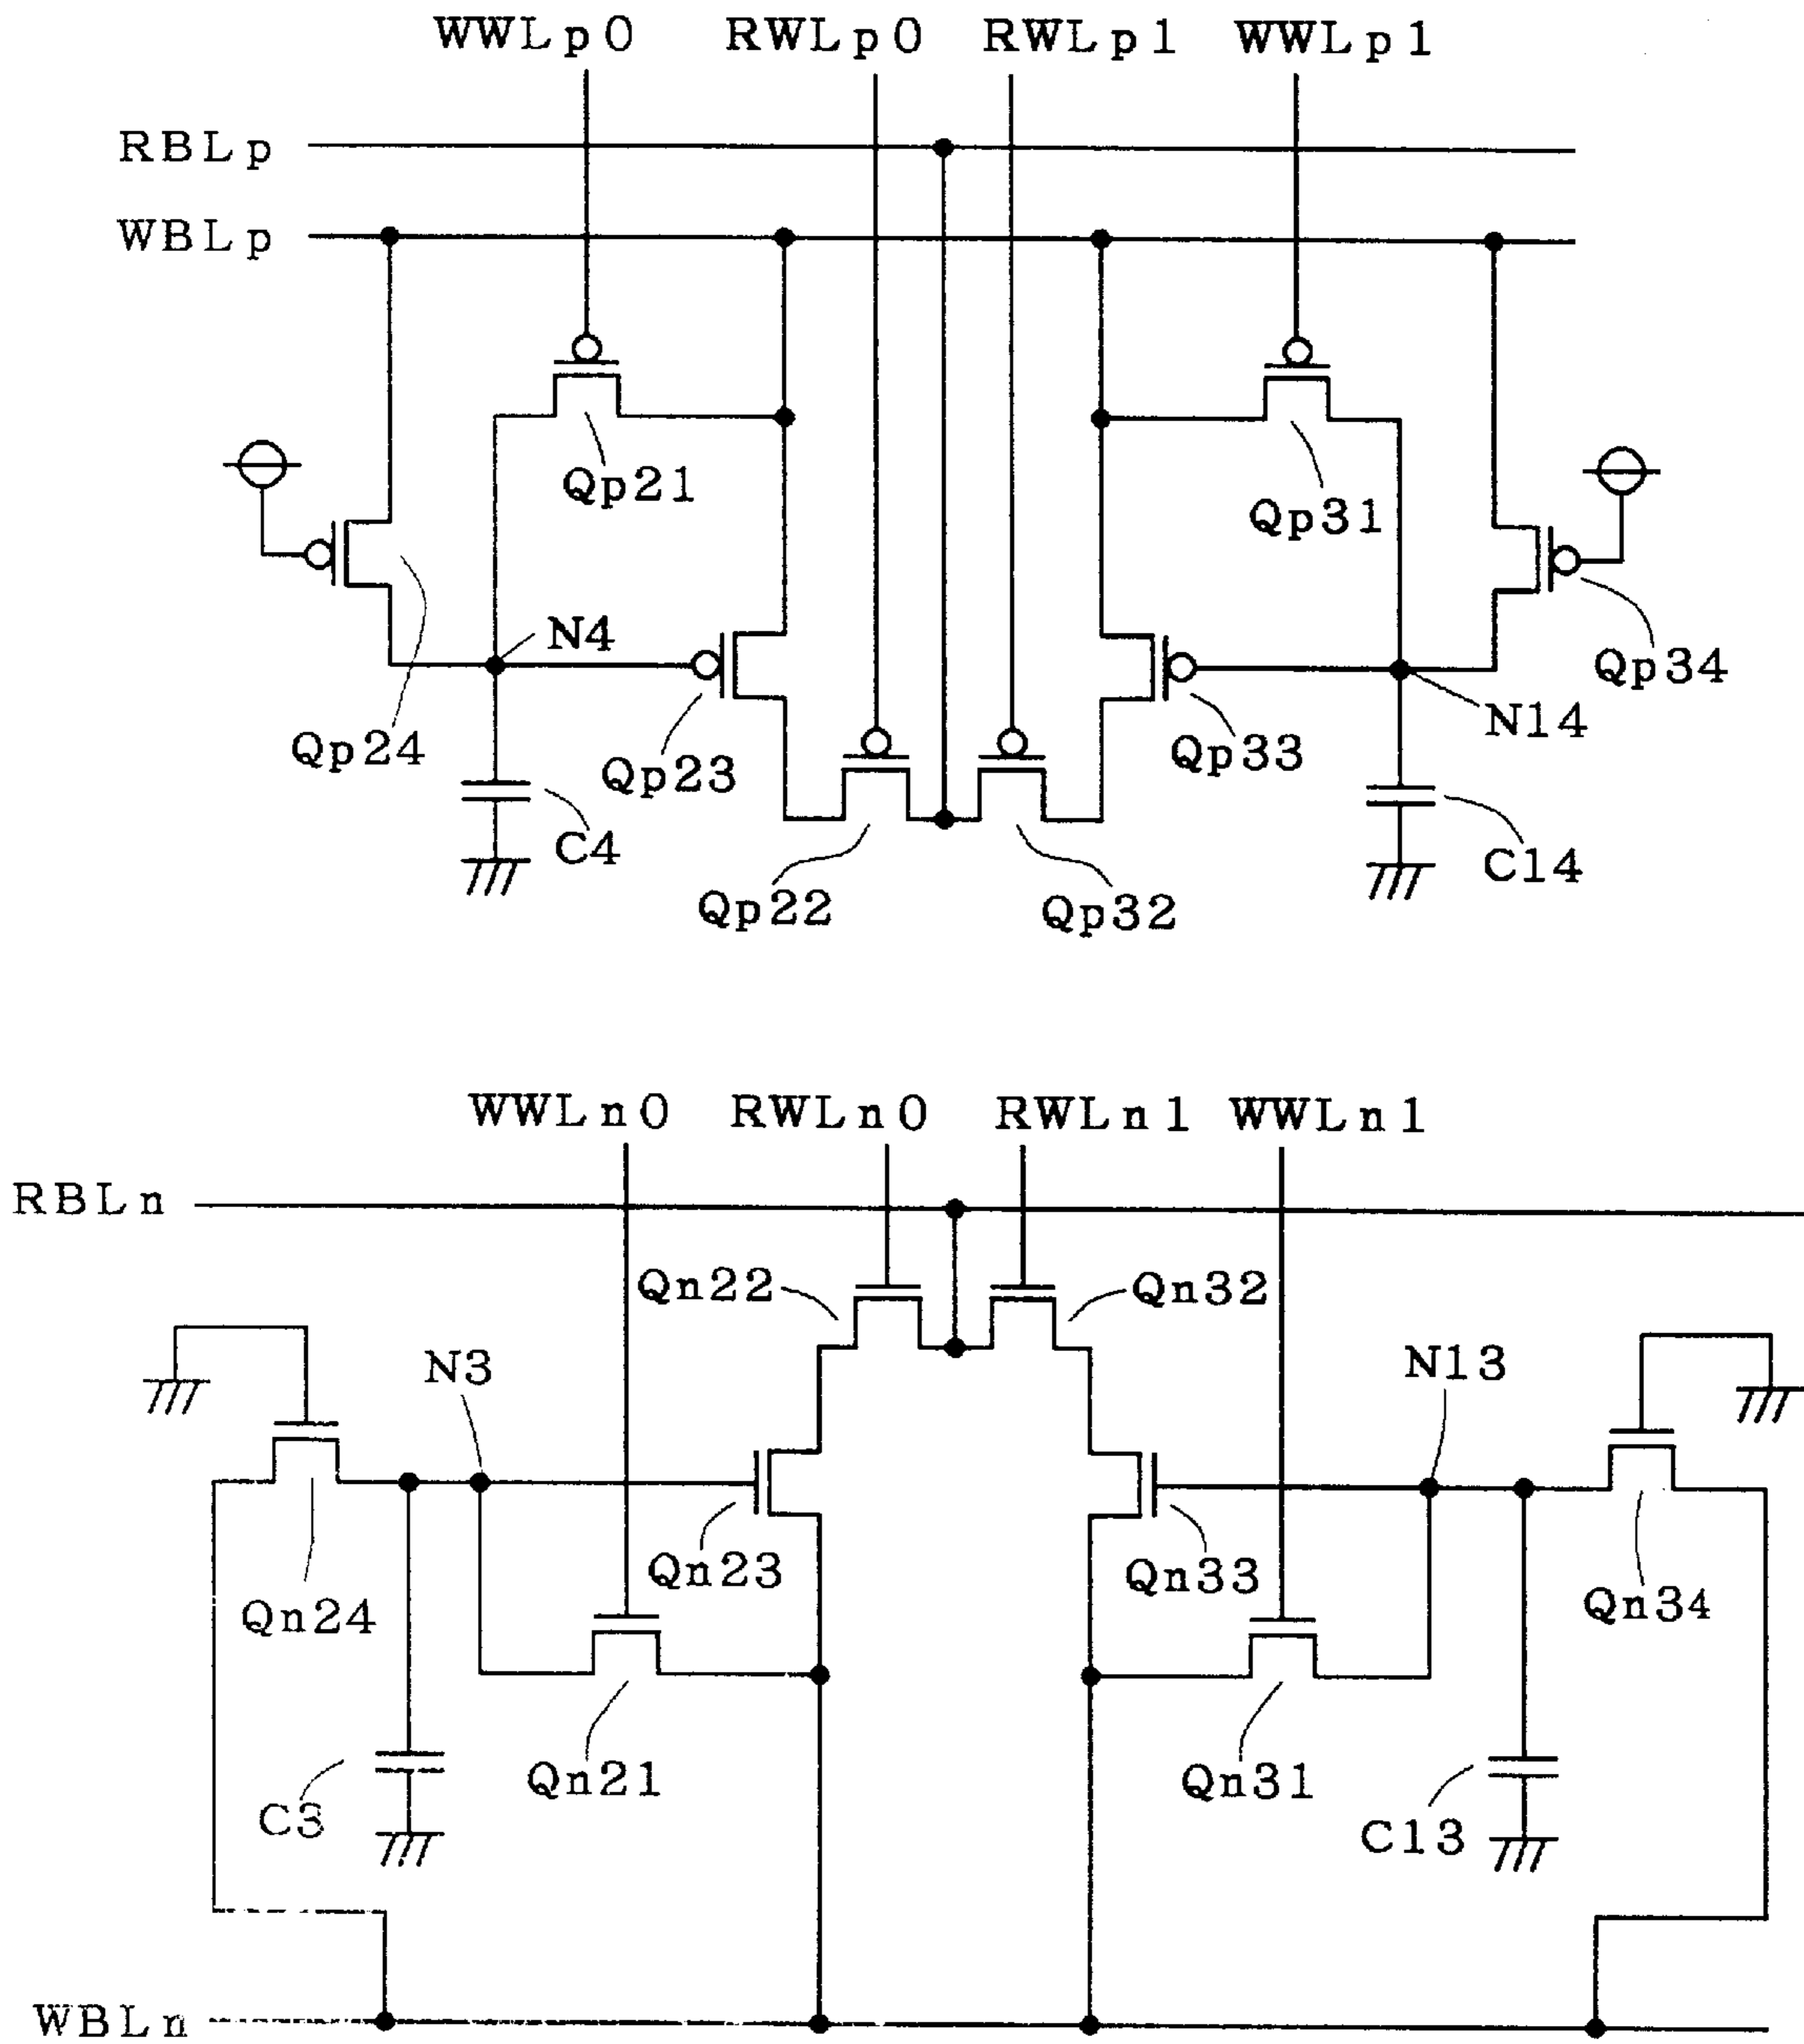 WWLp0 RWLp0 RWLp1 WWLp1
RBLp
WBLp
Qp21
Qp31
N4
Qp34
N14
Qp24
Qp23
Qp33
C4
C14
Qp22
Qp32
WWLn0 RWLn0 RWLn1 WWLn1
RBLn
Qn22
Qn32
N3
N13
Qn23
Qn33
Qn24
Qn34
Qn21
Qn31
C3
C13
WBLn